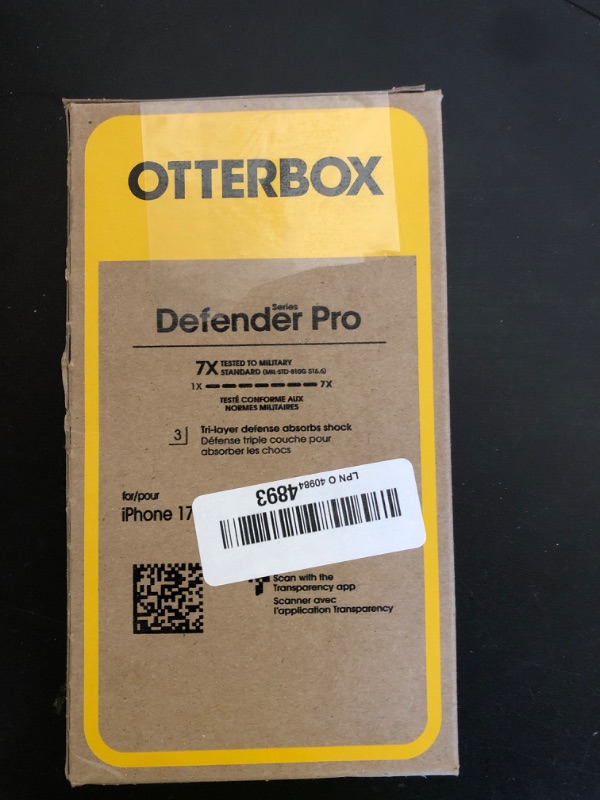 OTTERBOX
Series
Defender Pro
7X TESTED TO MILITARY
STANDARD (MIL-STD-810G 516.6)
1X 7X
TESTÉ CONFORME AUX
NORMES MILITAIRES
3 Tri-layer defense absorbs shock
Défense triple couche pour
absorber les chocs
for/pour
iPhone 17
LPN O 409844893
Scan with the
Transparency app
Scanner avec
l'application Transparency